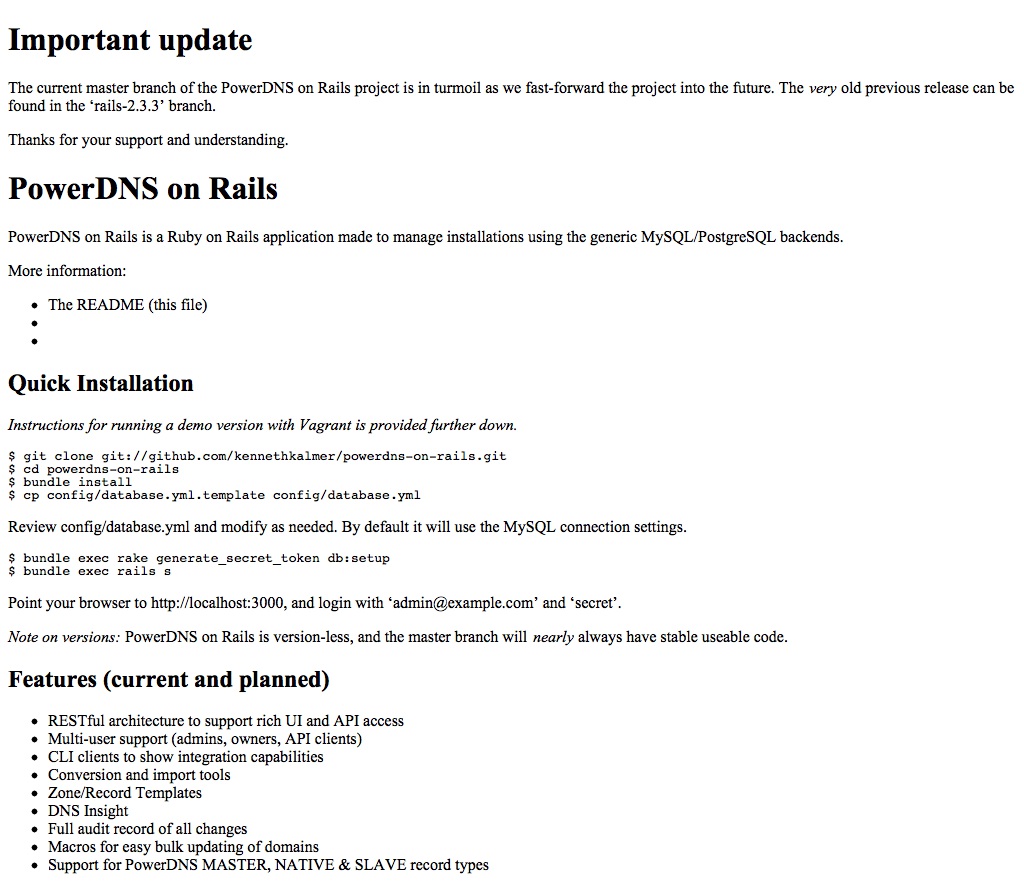 Important update
The current master branch of the PowerDNS on Rails project is in turmoil as we fast-forward the project into the future. The very old previous release can be
found in the ‘rails-2.3.3’ branch.
Thanks for your support and understanding.
PowerDNS on Rails
PowerDNS on Rails is a Ruby on Rails application made to manage installations using the generic MySQL/PostgreSQL backends.
More information:
• The README (this file)
•
•
Quick Installation
Instructions for running a demo version with Vagrant is provided further down.
$ git clone git://github.com/kennethkalmer/powerdns-on-rails.git
$ cd powerdns-on-rails
$ bundle install
$ cp config/database.yml.template config/database.yml
Review config/database.yml and modify as needed. By default it will use the MySQL connection settings.
$ bundle exec rake generate_secret_token db:setup
$ bundle exec rails s
Point your browser to http://localhost:3000, and login with ‘admin@example.com’ and ‘secret’.
Note on versions: PowerDNS on Rails is version-less, and the master branch will nearly always have stable useable code.
Features (current and planned)
• RESTful architecture to support rich UI and API access
• Multi-user support (admins, owners, API clients)
• CLI clients to show integration capabilities
• Conversion and import tools
• Zone/Record Templates
• DNS Insight
• Full audit record of all changes
• Macros for easy bulk updating of domains
• Support for PowerDNS MASTER, NATIVE & SLAVE record types